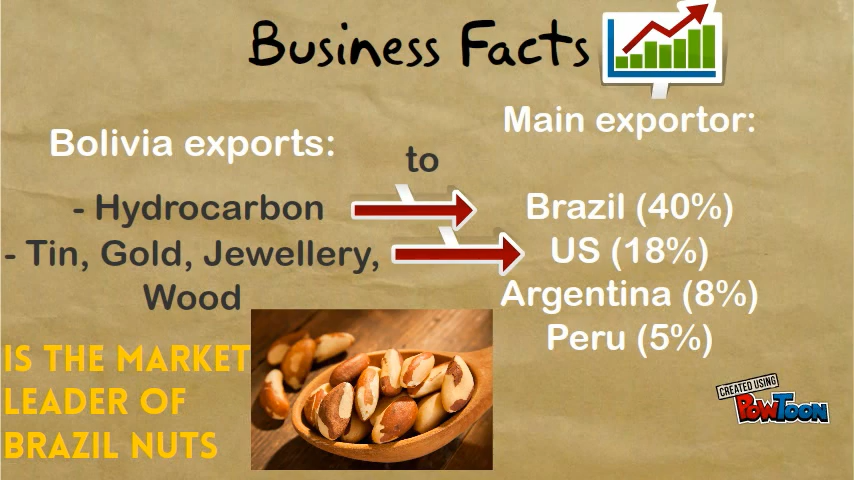 Business Facts
Bolivia exports:
to
Main exportor:
- Hydrocarbon
- Tin, Gold, Jewellery,
Wood
Brazil (40%)
US (18%)
Argentina (8%)
Peru (5%)
IS THE MARKET
LEADER OF
BRAZIL NUTS
CREATED USING
POWTOON